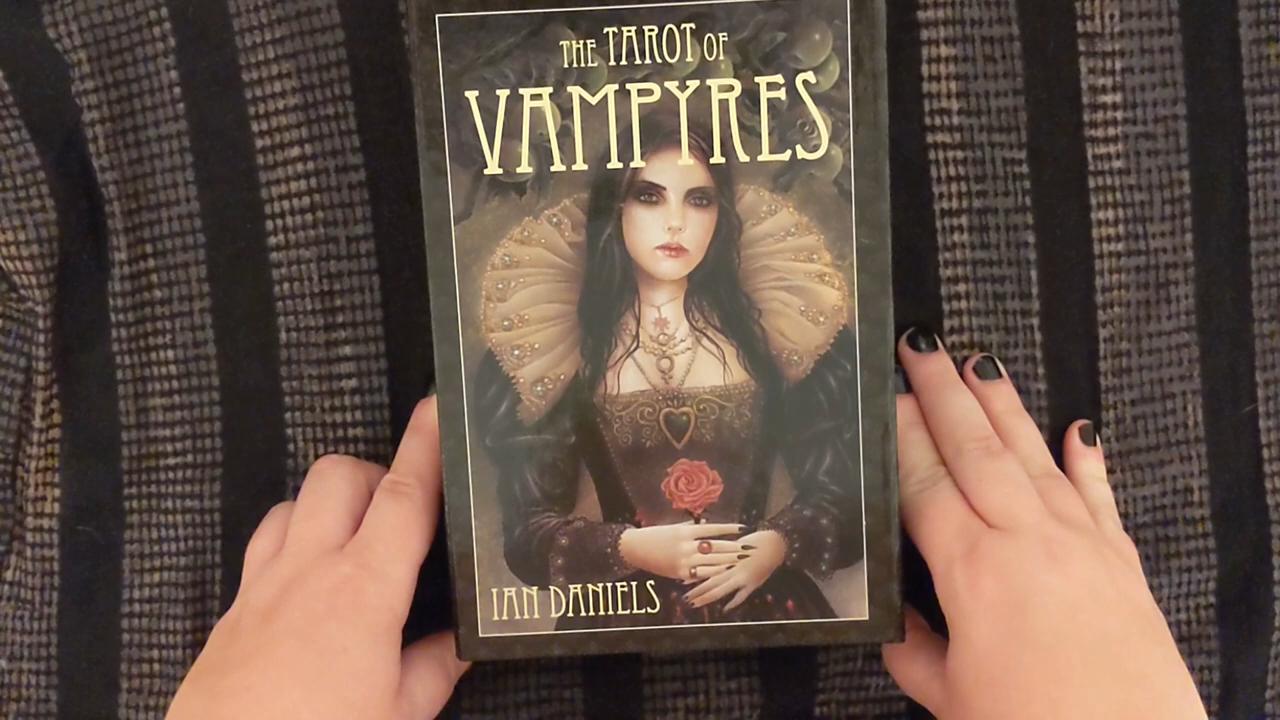 THE TAROT OF
VAMPYRES
IAN DANIELS